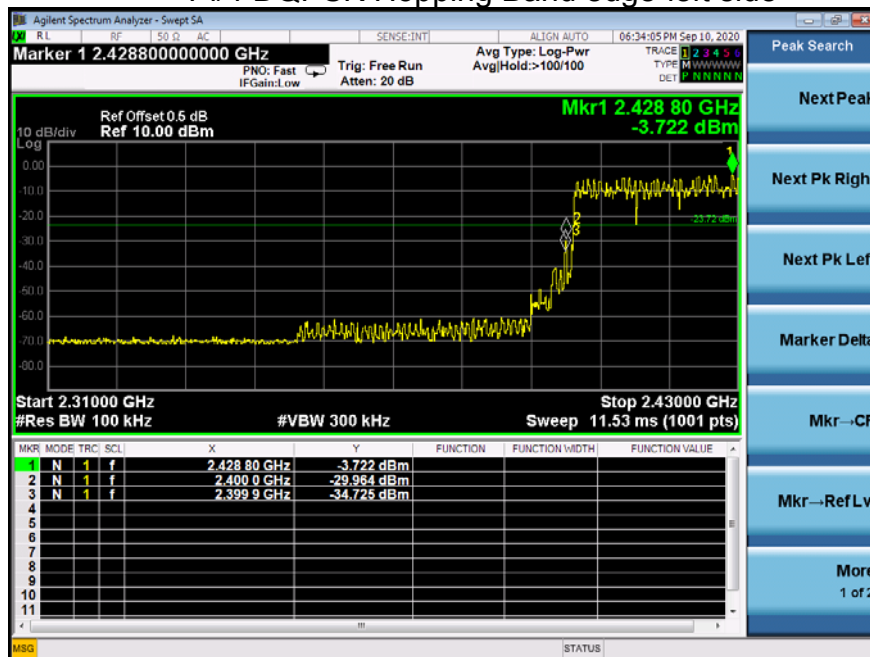 Agilent Spectrum Analyzer - Swept SA
RL RF 50 Ω AC SENSE:INT ALIGN AUTO 06:34:05 PM Sep 10, 2020
Marker 1 2.428800000000 GHz
PNO: Fast
IFGain:Low
Trig: Free Run
Atten: 20 dB
Avg Type: Log-Pwr
Avg|Hold:>100/100
TRACE 1 2 3 4 5 6
TYPE M W W W W W
DET P N N N N N
Peak Search
Mkr1 2.428 80 GHz
-3.722 dBm
Ref Offset 0.5 dB
10 dB/div Ref 10.00 dBm
Log
1
0.00
-10.0
-20.0
2
-23.72 dBm
3
-30.0
-40.0
-50.0
-60.0
-70.0
-80.0
Start 2.31000 GHz Stop 2.43000 GHz
#Res BW 100 kHz #VBW 300 kHz Sweep 11.53 ms (1001 pts)
MKR MODE TRC SCL X Y FUNCTION FUNCTION WIDTH FUNCTION VALUE
1 N 1 f 2.428 80 GHz -3.722 dBm
2 N 1 f 2.400 0 GHz -29.964 dBm
3 N 1 f 2.399 9 GHz -34.725 dBm
4
5
6
7
8
9
10
11
MSG STATUS
Next Peak
Next Pk Righ
Next Pk Lef
Marker Delta
Mkr→CF
Mkr→Ref Lv
More
1 of 2